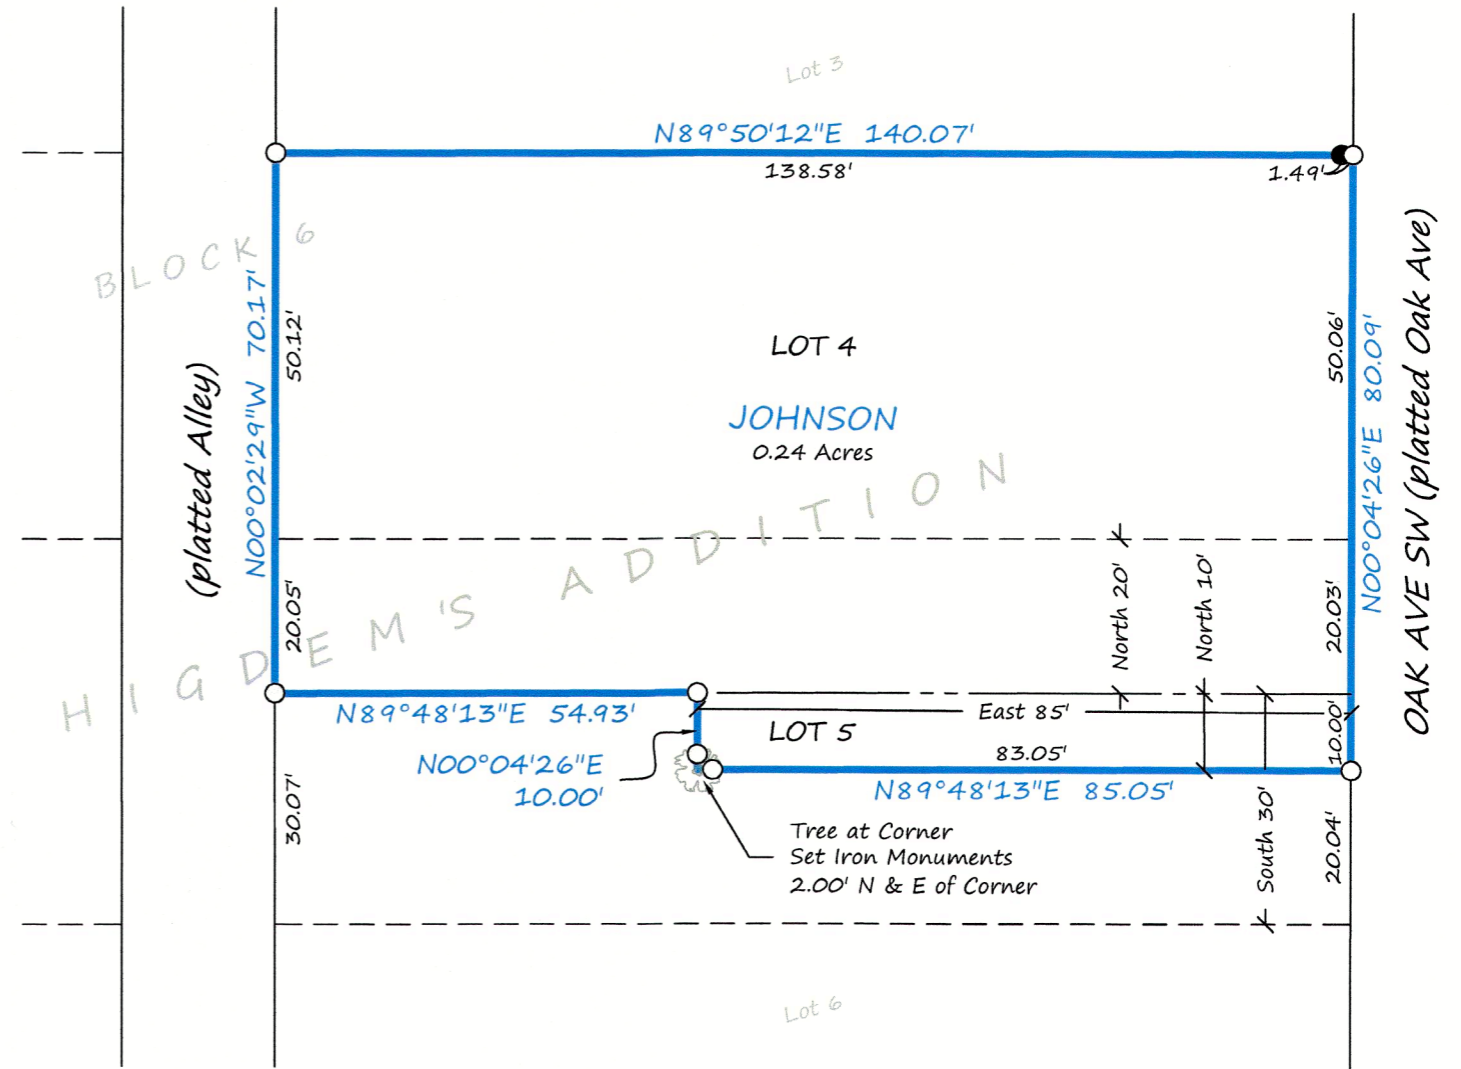 Lot 3
N89°50'12"E 140.07'
138.58'
1.49'
BLOCK 6
(platted Alley)
N00°02'29"W 70.17'
50.12'
LOT 4
JOHNSON
0.24 Acres
50.06'
N00°04'26"E 80.09'
OAK AVE SW (platted Oak Ave)
HIGDEM'S ADDITION
20.05'
North 20'
North 10'
20.03'
N89°48'13"E 54.93'
East 85'
LOT 5
10.00'
83.05'
N00°04'26"E
10.00'
N89°48'13"E 85.05'
30.07'
Tree at Corner
Set Iron Monuments
2.00' N & E of Corner
South 30'
20.04'
Lot 6